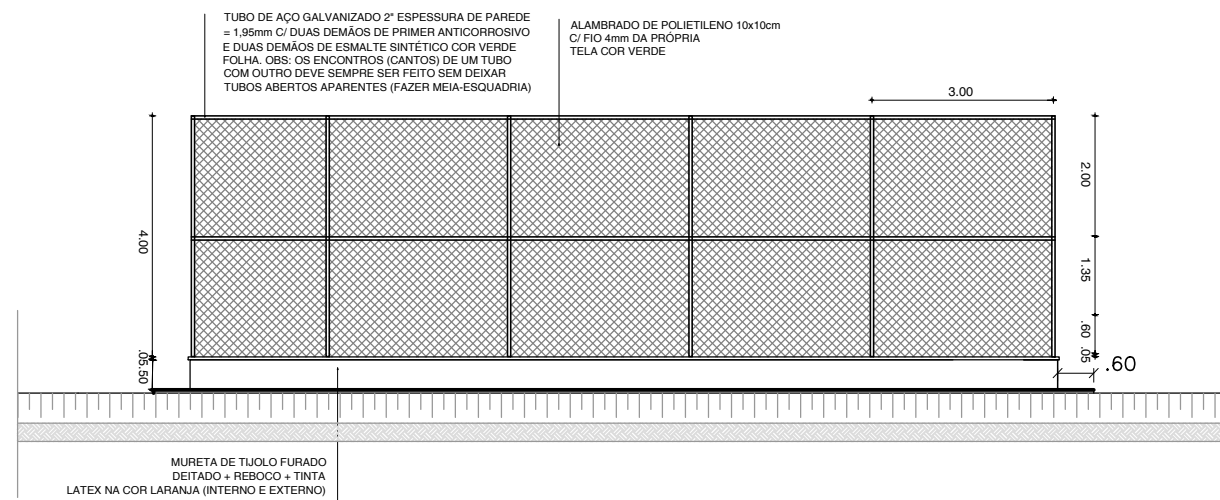 TUBO DE AÇO GALVANIZADO 2" ESPESSURA DE PAREDE
= 1,95mm C/ DUAS DEMÃOS DE PRIMER ANTICORROSIVO
E DUAS DEMÃOS DE ESMALTE SINTÉTICO COR VERDE
FOLHA. OBS: OS ENCONTROS (CANTOS) DE UM TUBO
COM OUTRO DEVE SEMPRE SER FEITO SEM DEIXAR
TUBOS ABERTOS APARENTES (FAZER MEIA-ESQUADRIA)
ALAMBRADO DE POLIETILENO 10x10cm
C/ FIO 4mm DA PRÓPRIA
TELA COR VERDE
3.00
2.00
4.00
1.35
.60
.05
.05
.50
.60
MURETA DE TIJOLO FURADO
DEITADO + REBOCO + TINTA
LATEX NA COR LARANJA (INTERNO E EXTERNO)